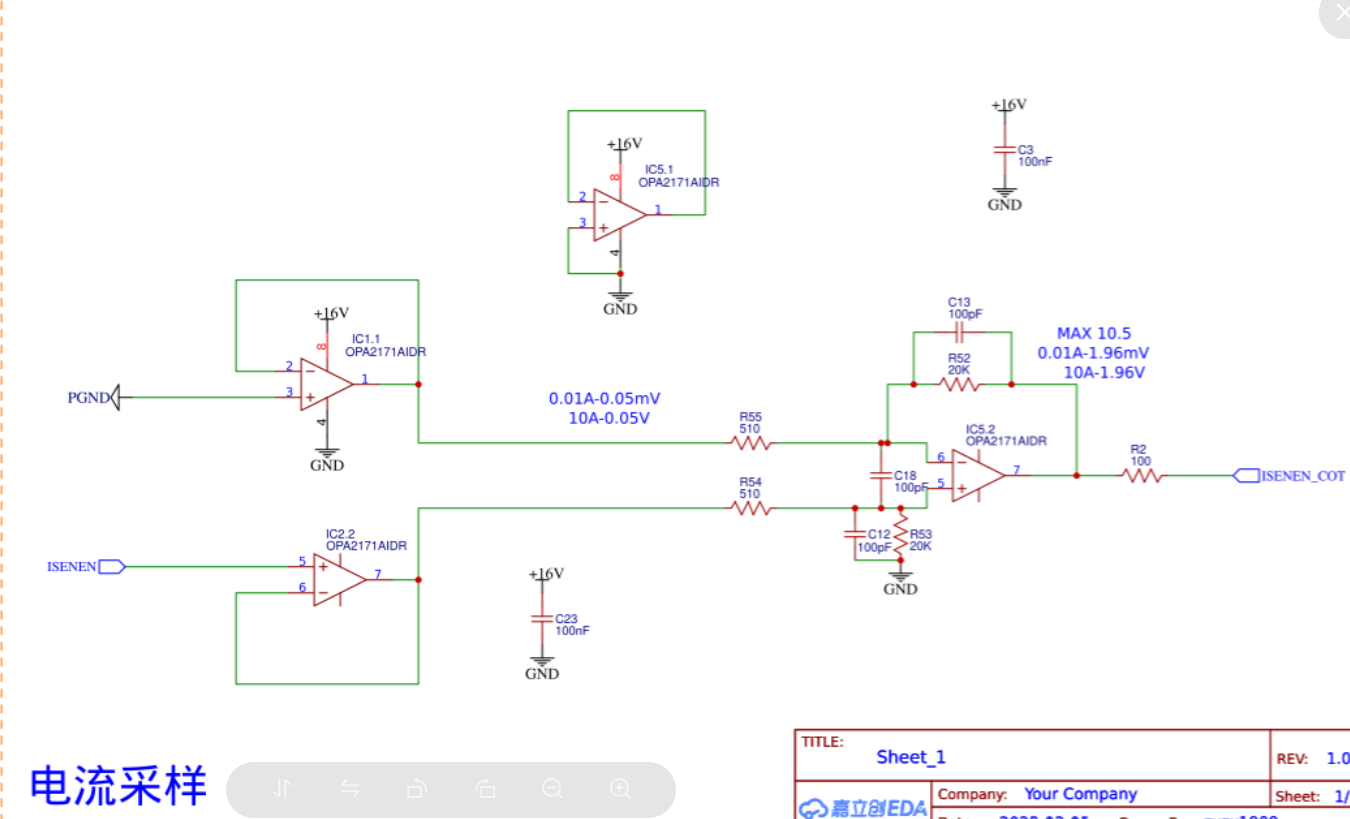 +16V
C3
100nF
GND
+16V
8
IC5.1
OPA2171AIDR
2
1
3
4
GND
+16V
8
IC1.1
OPA2171AIDR
2
1
PGND
3
4
GND
C13
100pF
R52
20K
MAX 10.5
0.01A-1.96mV
10A-1.96V
0.01A-0.05mV
10A-0.05V
R55
510
IC5.2
OPA2171AIDR
6
7
5
C18
100pF
R2
100
ISENEN_COT
R54
510
C12
100pF
R53
20K
GND
IC2.2
OPA2171AIDR
ISENEN
5
7
6
+16V
C23
100nF
GND
电流采样
TITLE:
Sheet_1
REV: 1.0
嘉立创EDA
Company: Your Company
Sheet: 1/